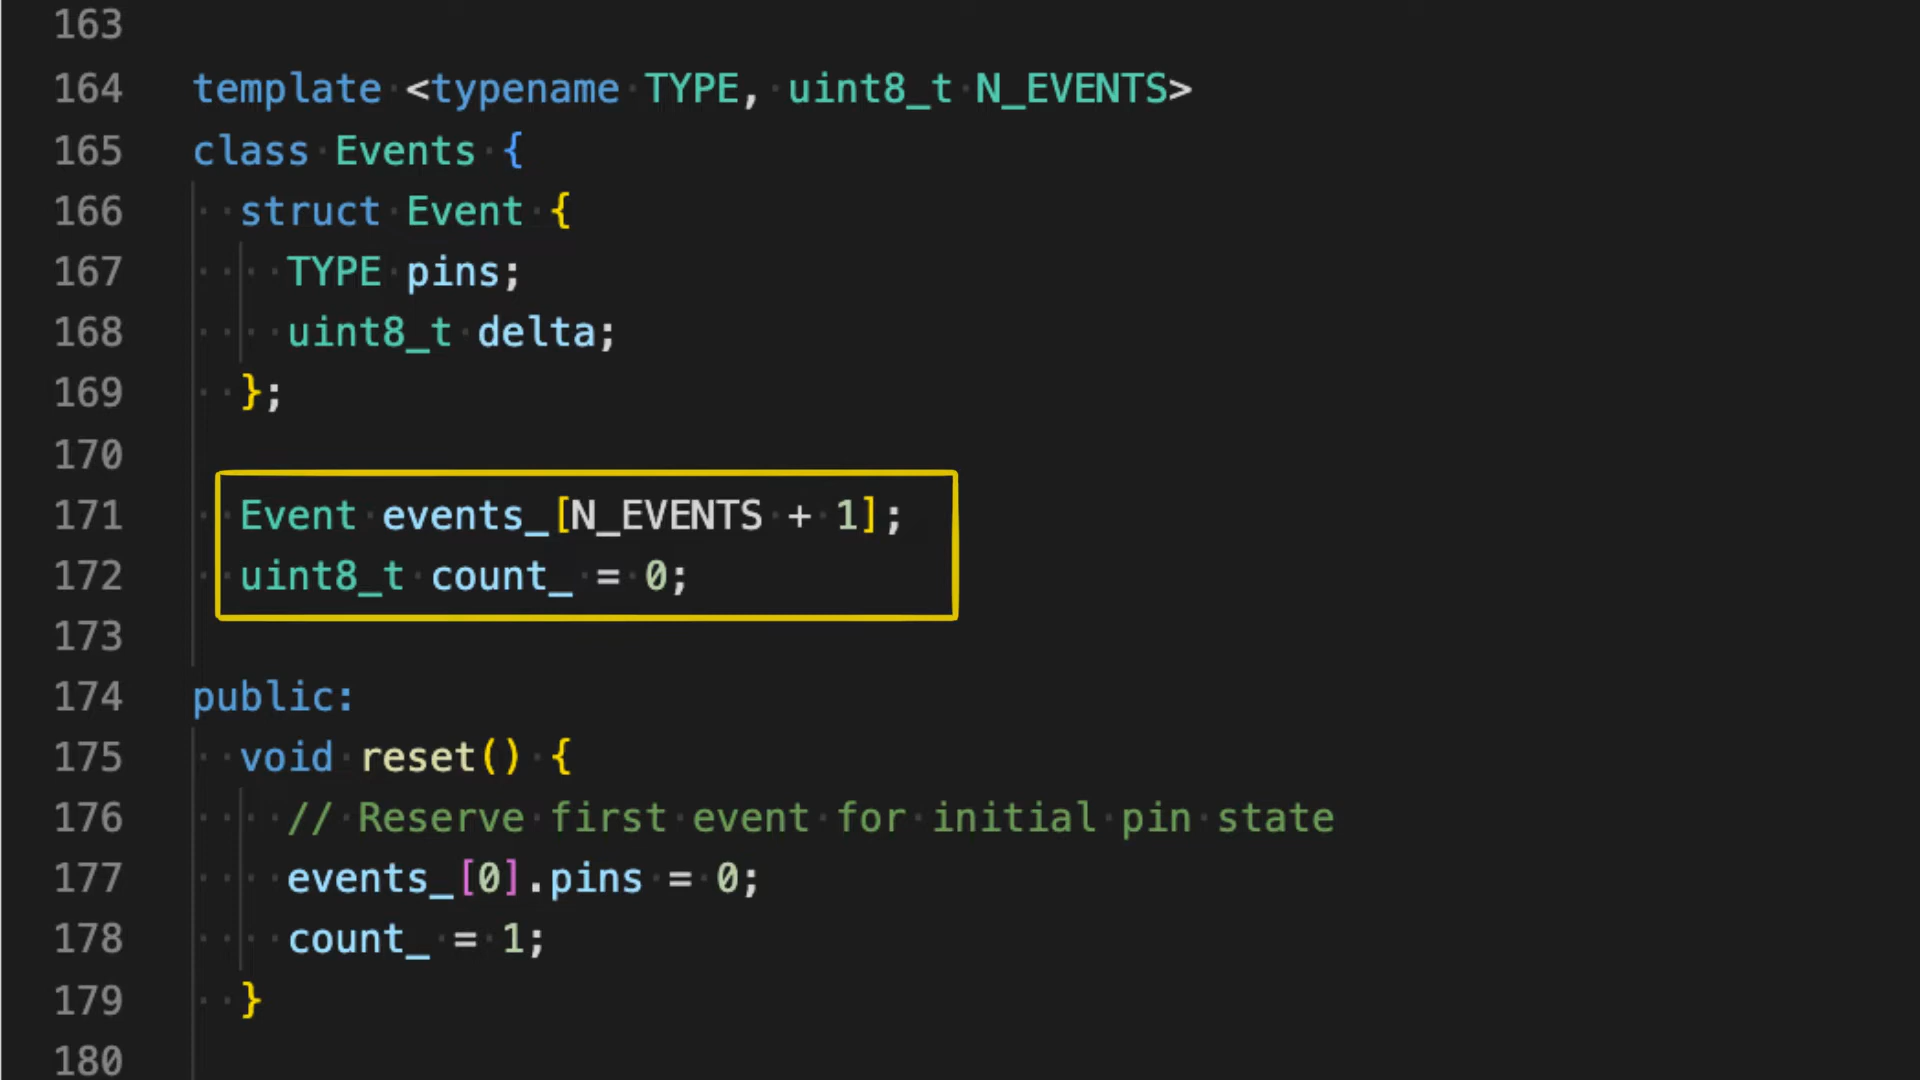 163
164 template <typename TYPE, uint8_t N_EVENTS>
165 class Events {
166   struct Event {
167     TYPE pins;
168     uint8_t delta;
169   };
170
171   Event events_[N_EVENTS + 1];
172   uint8_t count_ = 0;
173
174 public:
175   void reset() {
176     // Reserve first event for initial pin state
177     events_[0].pins = 0;
178     count_ = 1;
179   }
180